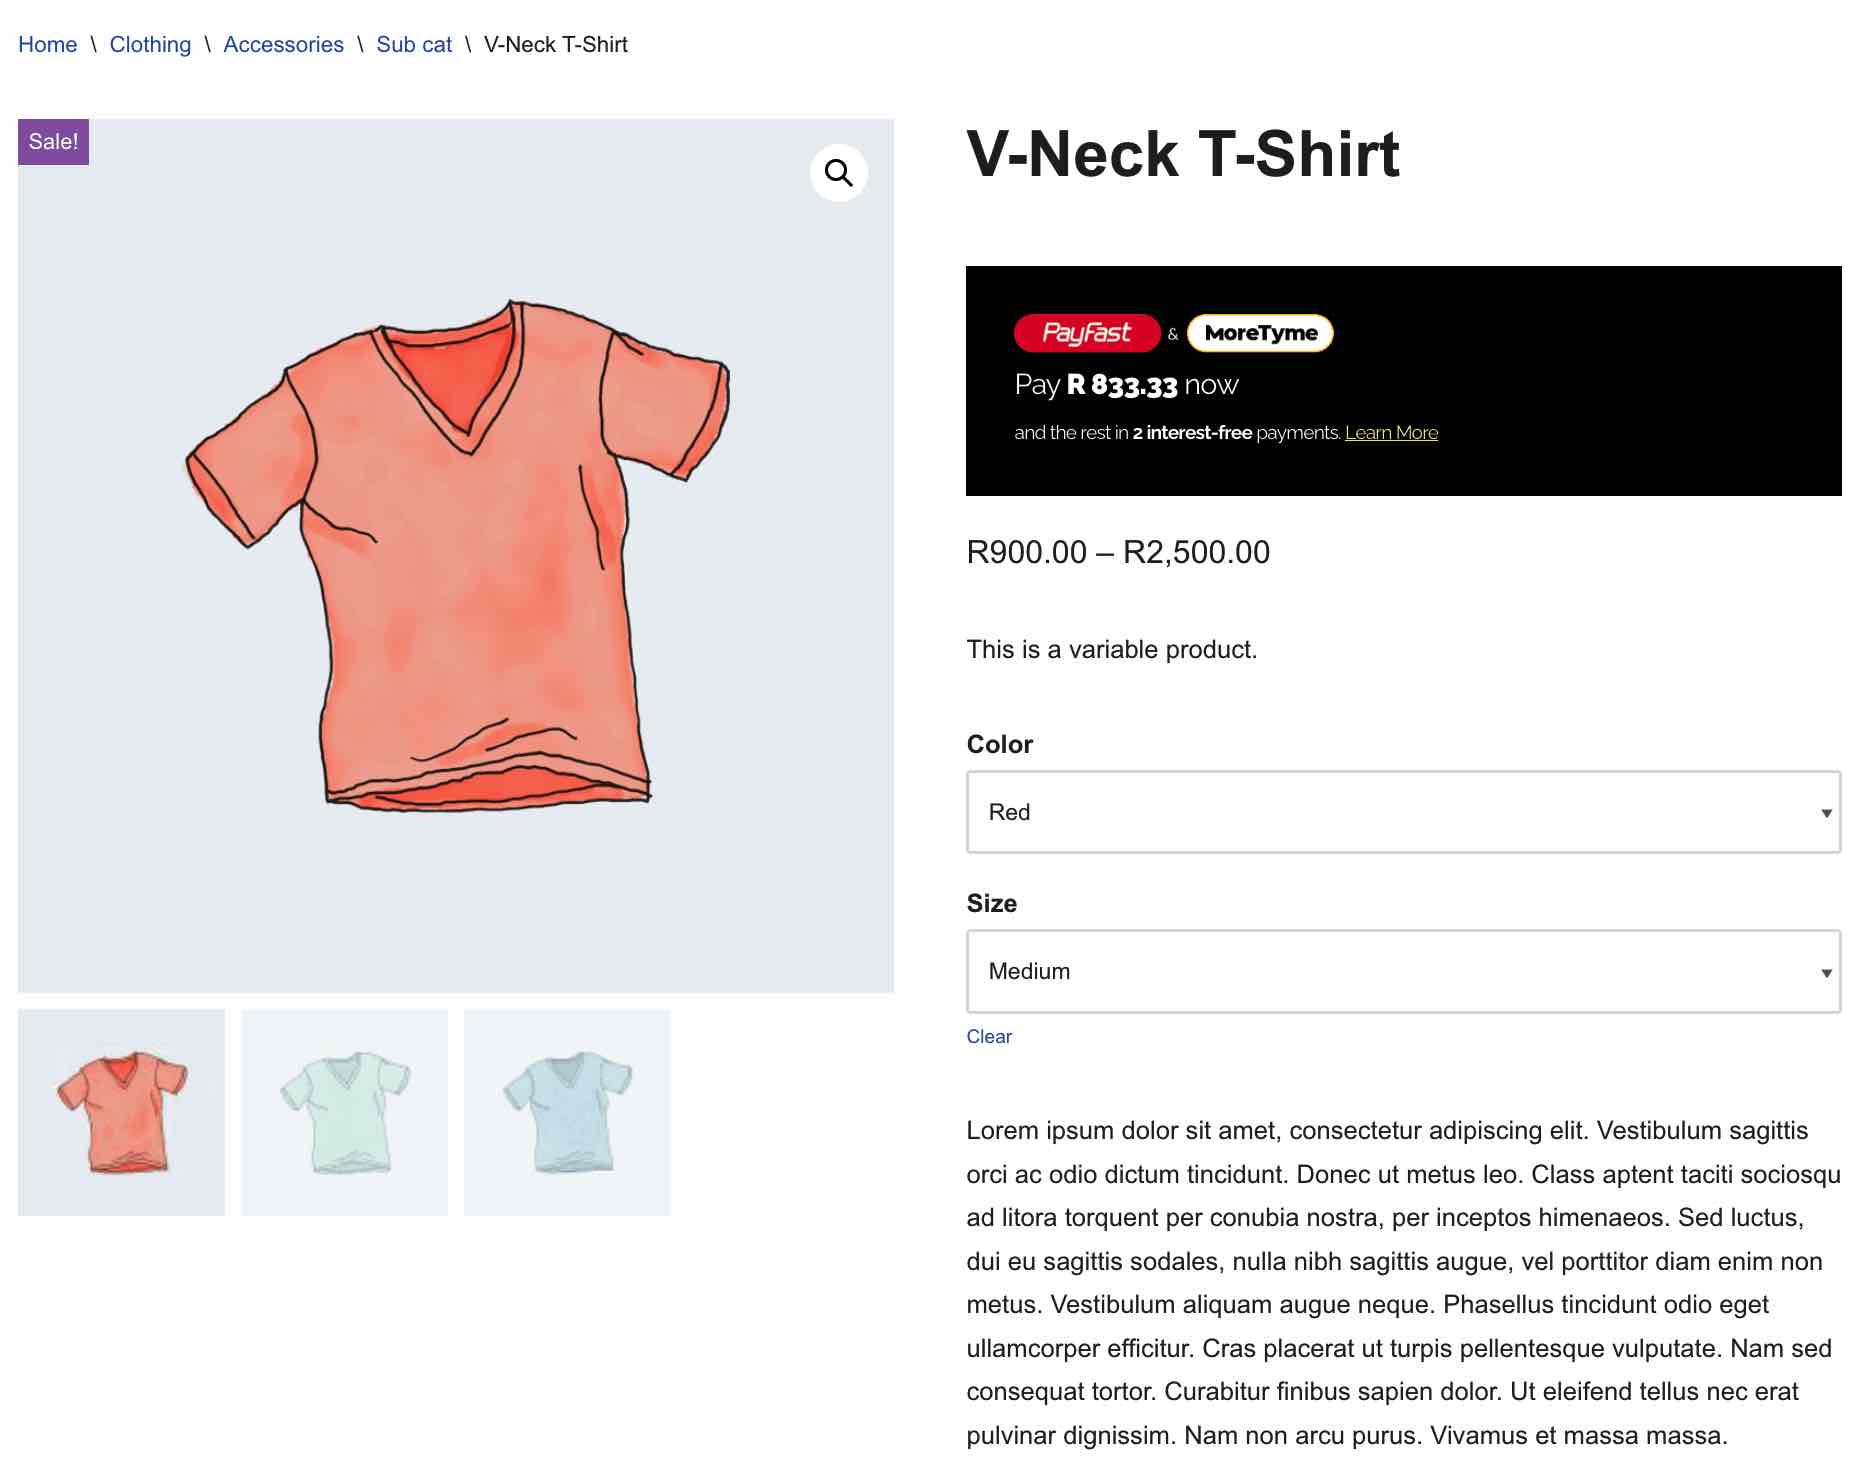 Home \ Clothing \ Accessories \ Sub cat \ V-Neck T-Shirt
Sale!
V-Neck T-Shirt
PayFast & MoreTyme
Pay R 833.33 now
and the rest in 2 interest-free payments. Learn More
R900.00 – R2,500.00
This is a variable product.
Color
Red
Size
Medium
Clear
Lorem ipsum dolor sit amet, consectetur adipiscing elit. Vestibulum sagittis
orci ac odio dictum tincidunt. Donec ut metus leo. Class aptent taciti sociosqu
ad litora torquent per conubia nostra, per inceptos himenaeos. Sed luctus,
dui eu sagittis sodales, nulla nibh sagittis augue, vel porttitor diam enim non
metus. Vestibulum aliquam augue neque. Phasellus tincidunt odio eget
ullamcorper efficitur. Cras placerat ut turpis pellentesque vulputate. Nam sed
consequat tortor. Curabitur finibus sapien dolor. Ut eleifend tellus nec erat
pulvinar dignissim. Nam non arcu purus. Vivamus et massa massa.